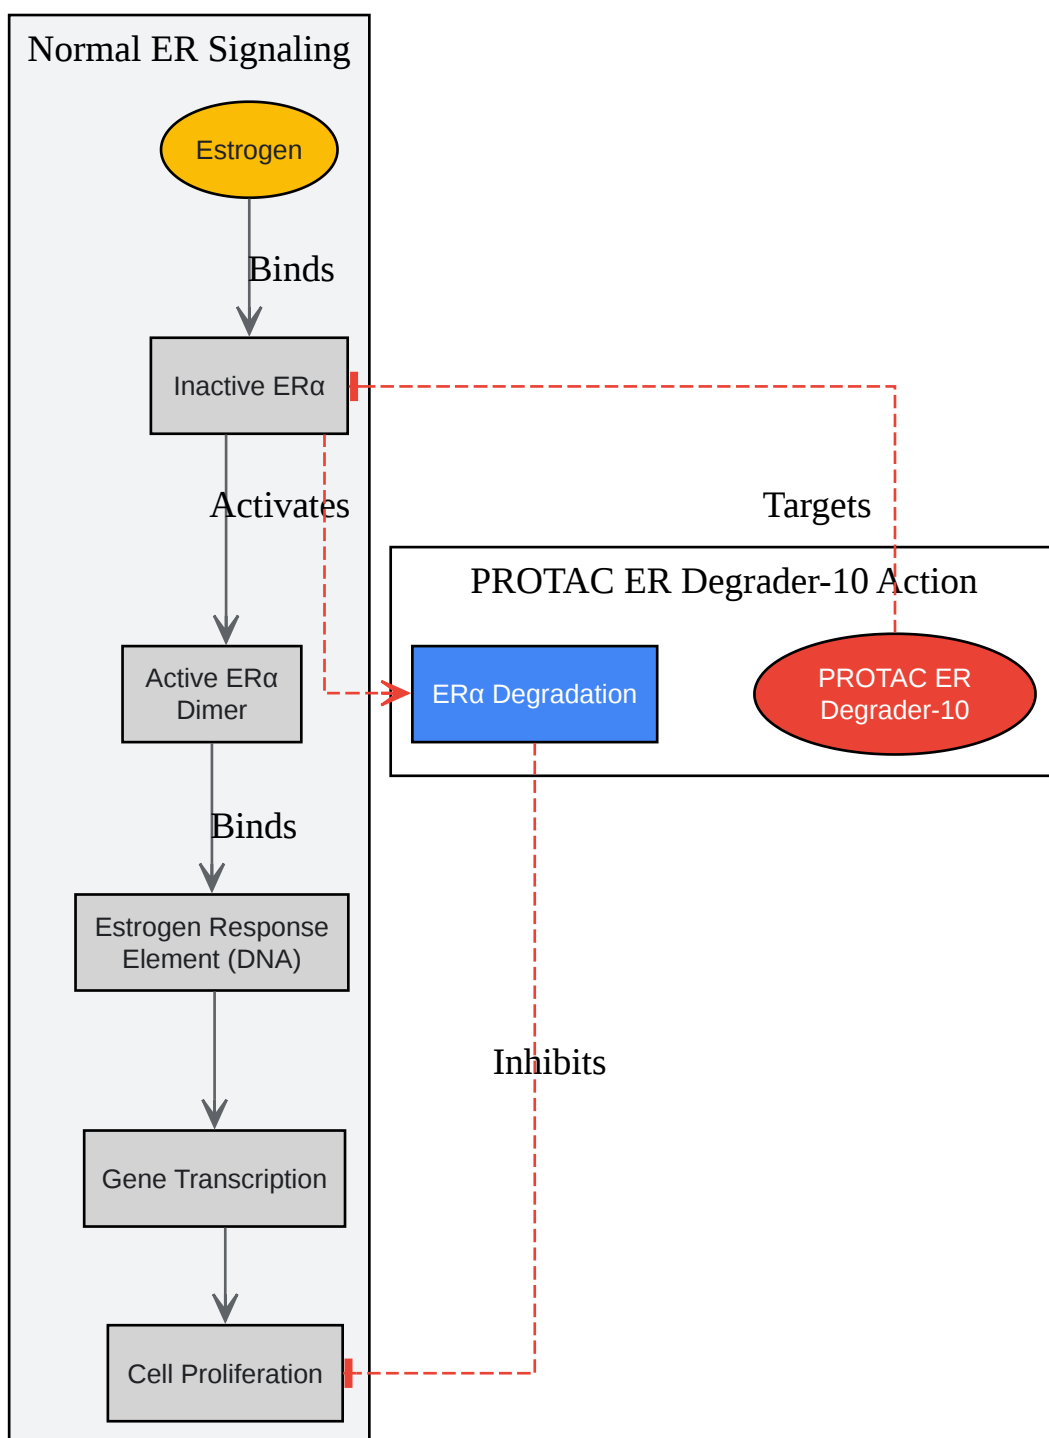 Normal ER Signaling
Estrogen
Binds
Inactive ERα
Activates
Targets
PROTAC ER Degrader-10 Action
Active ERα
Dimer
ERα Degradation
PROTAC ER
Degrader-10
Binds
Estrogen Response
Element (DNA)
Inhibits
Gene Transcription
Cell Proliferation